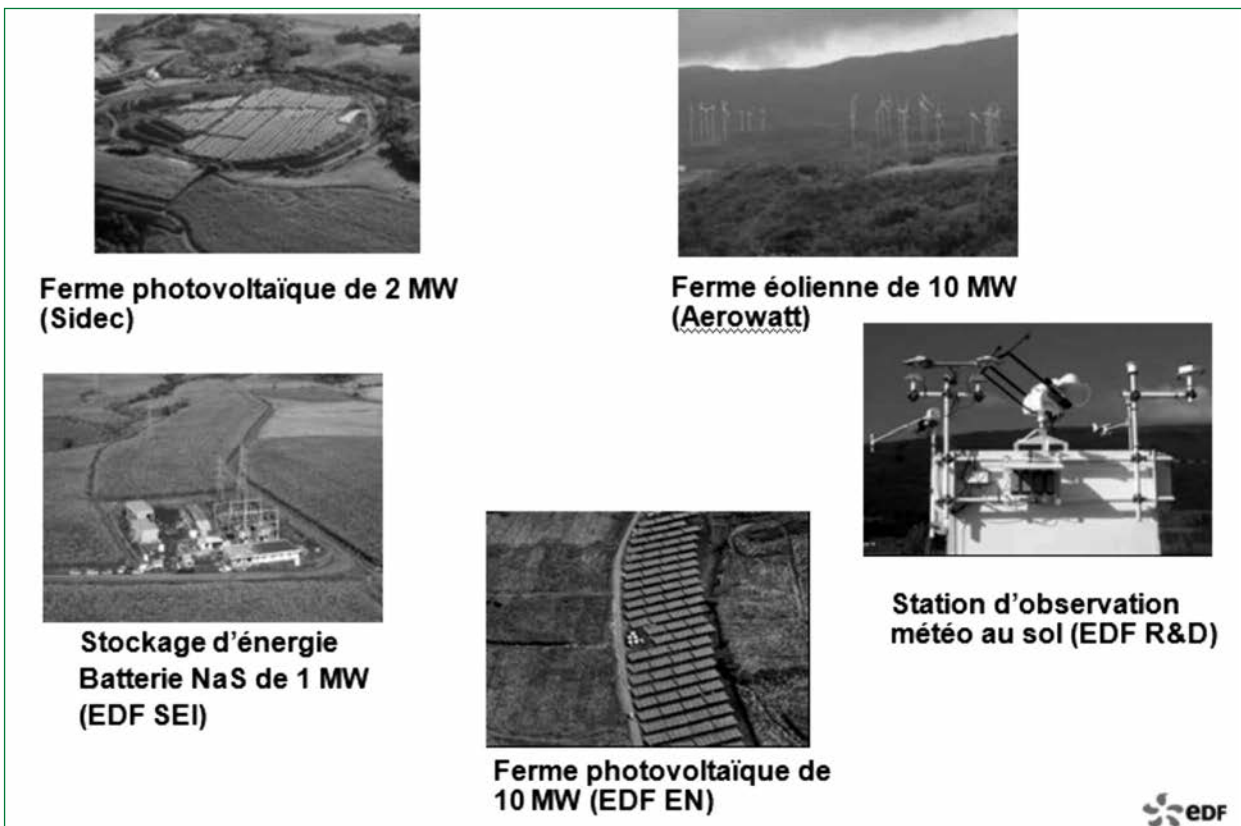 Ferme photovoltaïque de 2 MW
(Sidec)
Ferme éolienne de 10 MW
(Aerowatt)
Stockage d'énergie
Batterie NaS de 1 MW
(EDF SEI)
Ferme photovoltaïque de
10 MW (EDF EN)
Station d'observation
météo au sol (EDF R&D)
eDF